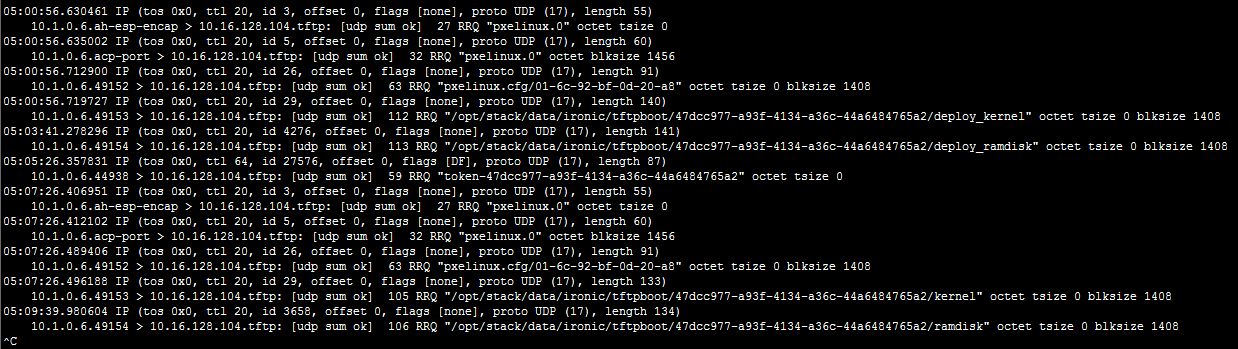 05:00:56.630461 IP (tos 0x0, ttl 20, id 3, offset 0, flags [none], proto UDP (17), length 55)
10.1.0.6.ah-esp-encap > 10.16.128.104.tftp: [udp sum ok]  27 RRQ "pxelinux.0" octet tsize 0
05:00:56.635002 IP (tos 0x0, ttl 20, id 5, offset 0, flags [none], proto UDP (17), length 60)
10.1.0.6.acp-port > 10.16.128.104.tftp: [udp sum ok]  32 RRQ "pxelinux.0" octet blksize 1456
05:00:56.712900 IP (tos 0x0, ttl 20, id 26, offset 0, flags [none], proto UDP (17), length 91)
10.1.0.6.49152 > 10.16.128.104.tftp: [udp sum ok]  63 RRQ "pxelinux.cfg/01-6c-92-bf-0d-20-a8" octet tsize 0 blksize 1408
05:00:56.719727 IP (tos 0x0, ttl 20, id 29, offset 0, flags [none], proto UDP (17), length 140)
10.1.0.6.49153 > 10.16.128.104.tftp: [udp sum ok]  112 RRQ "/opt/stack/data/ironic/tftpboot/47dcc977-a93f-4134-a36c-44a6484765a2/deploy_kernel" octet tsize 0 blksize 1408
05:03:41.278296 IP (tos 0x0, ttl 20, id 4276, offset 0, flags [none], proto UDP (17), length 141)
10.1.0.6.49154 > 10.16.128.104.tftp: [udp sum ok]  113 RRQ "/opt/stack/data/ironic/tftpboot/47dcc977-a93f-4134-a36c-44a6484765a2/deploy_ramdisk" octet tsize 0 blksize 1408
05:05:26.357831 IP (tos 0x0, ttl 64, id 27576, offset 0, flags [DF], proto UDP (17), length 87)
10.1.0.6.44938 > 10.16.128.104.tftp: [udp sum ok]  59 RRQ "token-47dcc977-a93f-4134-a36c-44a6484765a2" octet tsize 0
05:07:26.406951 IP (tos 0x0, ttl 20, id 3, offset 0, flags [none], proto UDP (17), length 55)
10.1.0.6.ah-esp-encap > 10.16.128.104.tftp: [udp sum ok]  27 RRQ "pxelinux.0" octet tsize 0
05:07:26.412102 IP (tos 0x0, ttl 20, id 5, offset 0, flags [none], proto UDP (17), length 60)
10.1.0.6.acp-port > 10.16.128.104.tftp: [udp sum ok]  32 RRQ "pxelinux.0" octet blksize 1456
05:07:26.489406 IP (tos 0x0, ttl 20, id 26, offset 0, flags [none], proto UDP (17), length 91)
10.1.0.6.49152 > 10.16.128.104.tftp: [udp sum ok]  63 RRQ "pxelinux.cfg/01-6c-92-bf-0d-20-a8" octet tsize 0 blksize 1408
05:07:26.496188 IP (tos 0x0, ttl 20, id 29, offset 0, flags [none], proto UDP (17), length 133)
10.1.0.6.49153 > 10.16.128.104.tftp: [udp sum ok]  105 RRQ "/opt/stack/data/ironic/tftpboot/47dcc977-a93f-4134-a36c-44a6484765a2/kernel" octet tsize 0 blksize 1408
05:09:39.980604 IP (tos 0x0, ttl 20, id 3658, offset 0, flags [none], proto UDP (17), length 134)
10.1.0.6.49154 > 10.16.128.104.tftp: [udp sum ok]  106 RRQ "/opt/stack/data/ironic/tftpboot/47dcc977-a93f-4134-a36c-44a6484765a2/ramdisk" octet tsize 0 blksize 1408
^C